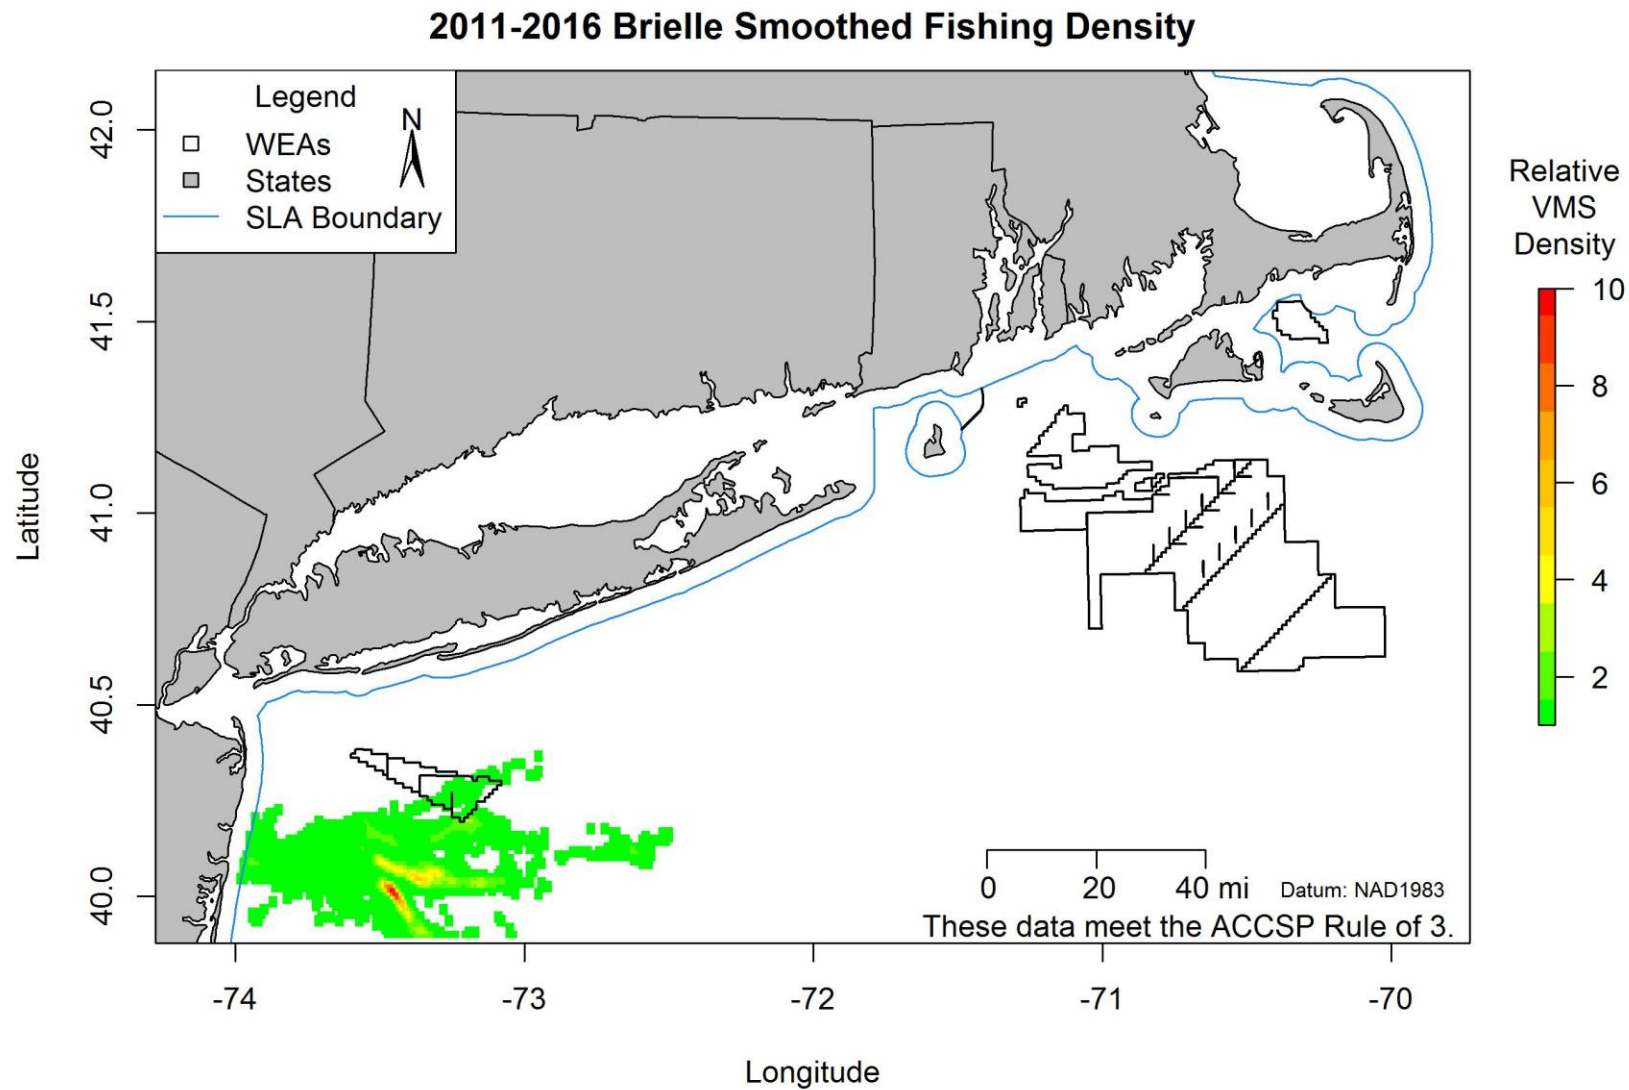 2011-2016 Brielle Smoothed Fishing Density
Legend
N
WEAs
States
SLA Boundary
Relative
VMS
Density
10
8
6
4
2
Latitude
42.0
41.5
41.0
40.5
40.0
0 20 40 mi Datum: NAD1983
These data meet the ACCSP Rule of 3.
-74 -73 -72 -71 -70
Longitude